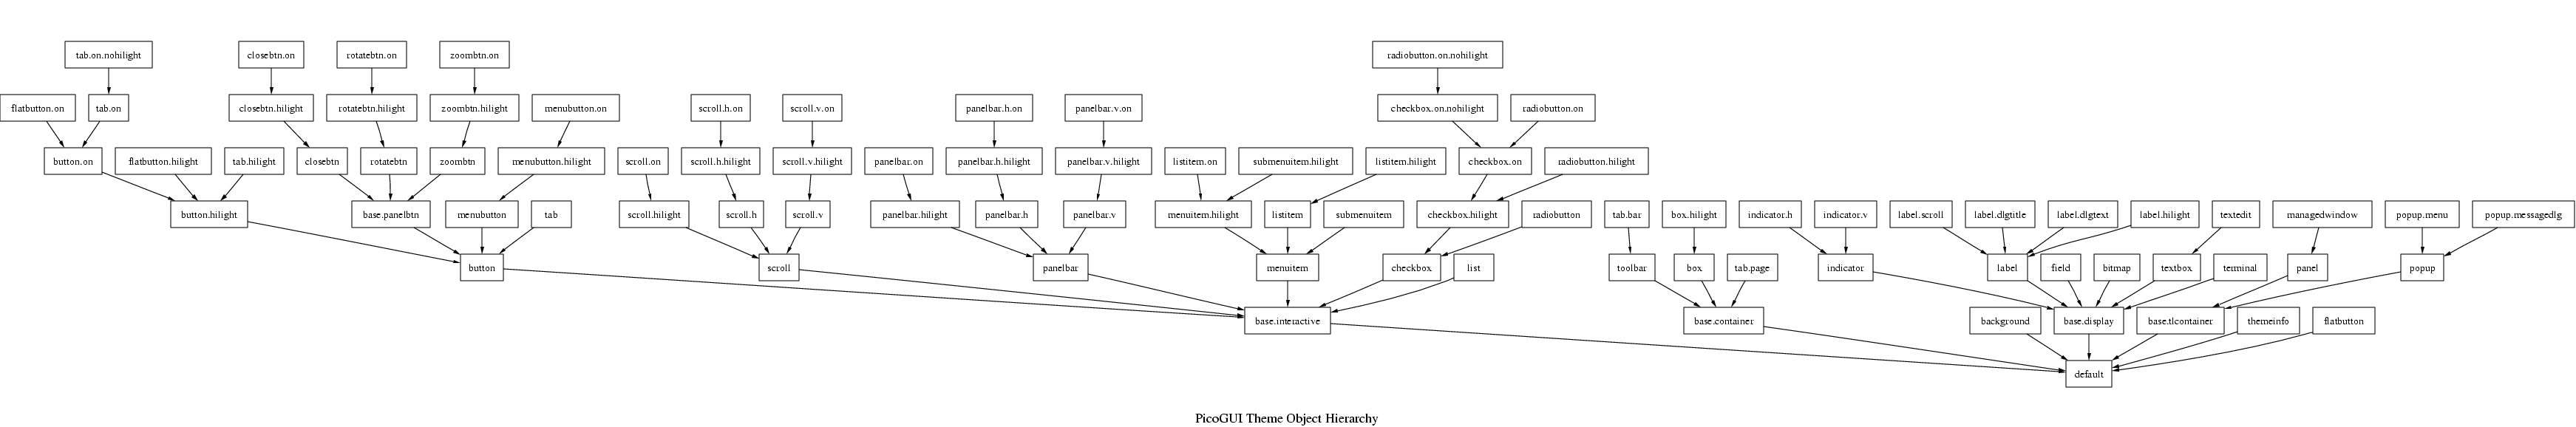 tab.on.nohilight
closebtn.on
rotatebtn.on
zoombtn.on
radiobutton.on.nohilight
flatbutton.on
tab.on
closebtn.hilight
rotatebtn.hilight
zoombtn.hilight
menubutton.on
scroll.h.on
scroll.v.on
panelbar.h.on
panelbar.v.on
checkbox.on.nohilight
radiobutton.on
button.on
flatbutton.hilight
tab.hilight
closebtn
rotatebtn
zoombtn
menubutton.hilight
scroll.on
scroll.h.hilight
scroll.v.hilight
panelbar.on
panelbar.h.hilight
panelbar.v.hilight
listitem.on
submenuitem.hilight
listitem.hilight
checkbox.on
radiobutton.hilight
button.hilight
base.panelbtn
menubutton
tab
scroll.hilight
scroll.h
scroll.v
panelbar.hilight
panelbar.h
panelbar.v
menuitem.hilight
listitem
submenuitem
checkbox.hilight
radiobutton
tab.bar
box.hilight
indicator.h
indicator.v
label.scroll
label.dlgtitle
label.dlgtext
label.hilight
textedit
managedwindow
popup.menu
popup.messagedlg
button
scroll
panelbar
menuitem
checkbox
list
toolbar
box
tab.page
indicator
label
field
bitmap
textbox
terminal
panel
popup
base.interactive
base.container
background
base.display
base.tlcontainer
themeinfo
flatbutton
default
PicoGUI Theme Object Hierarchy